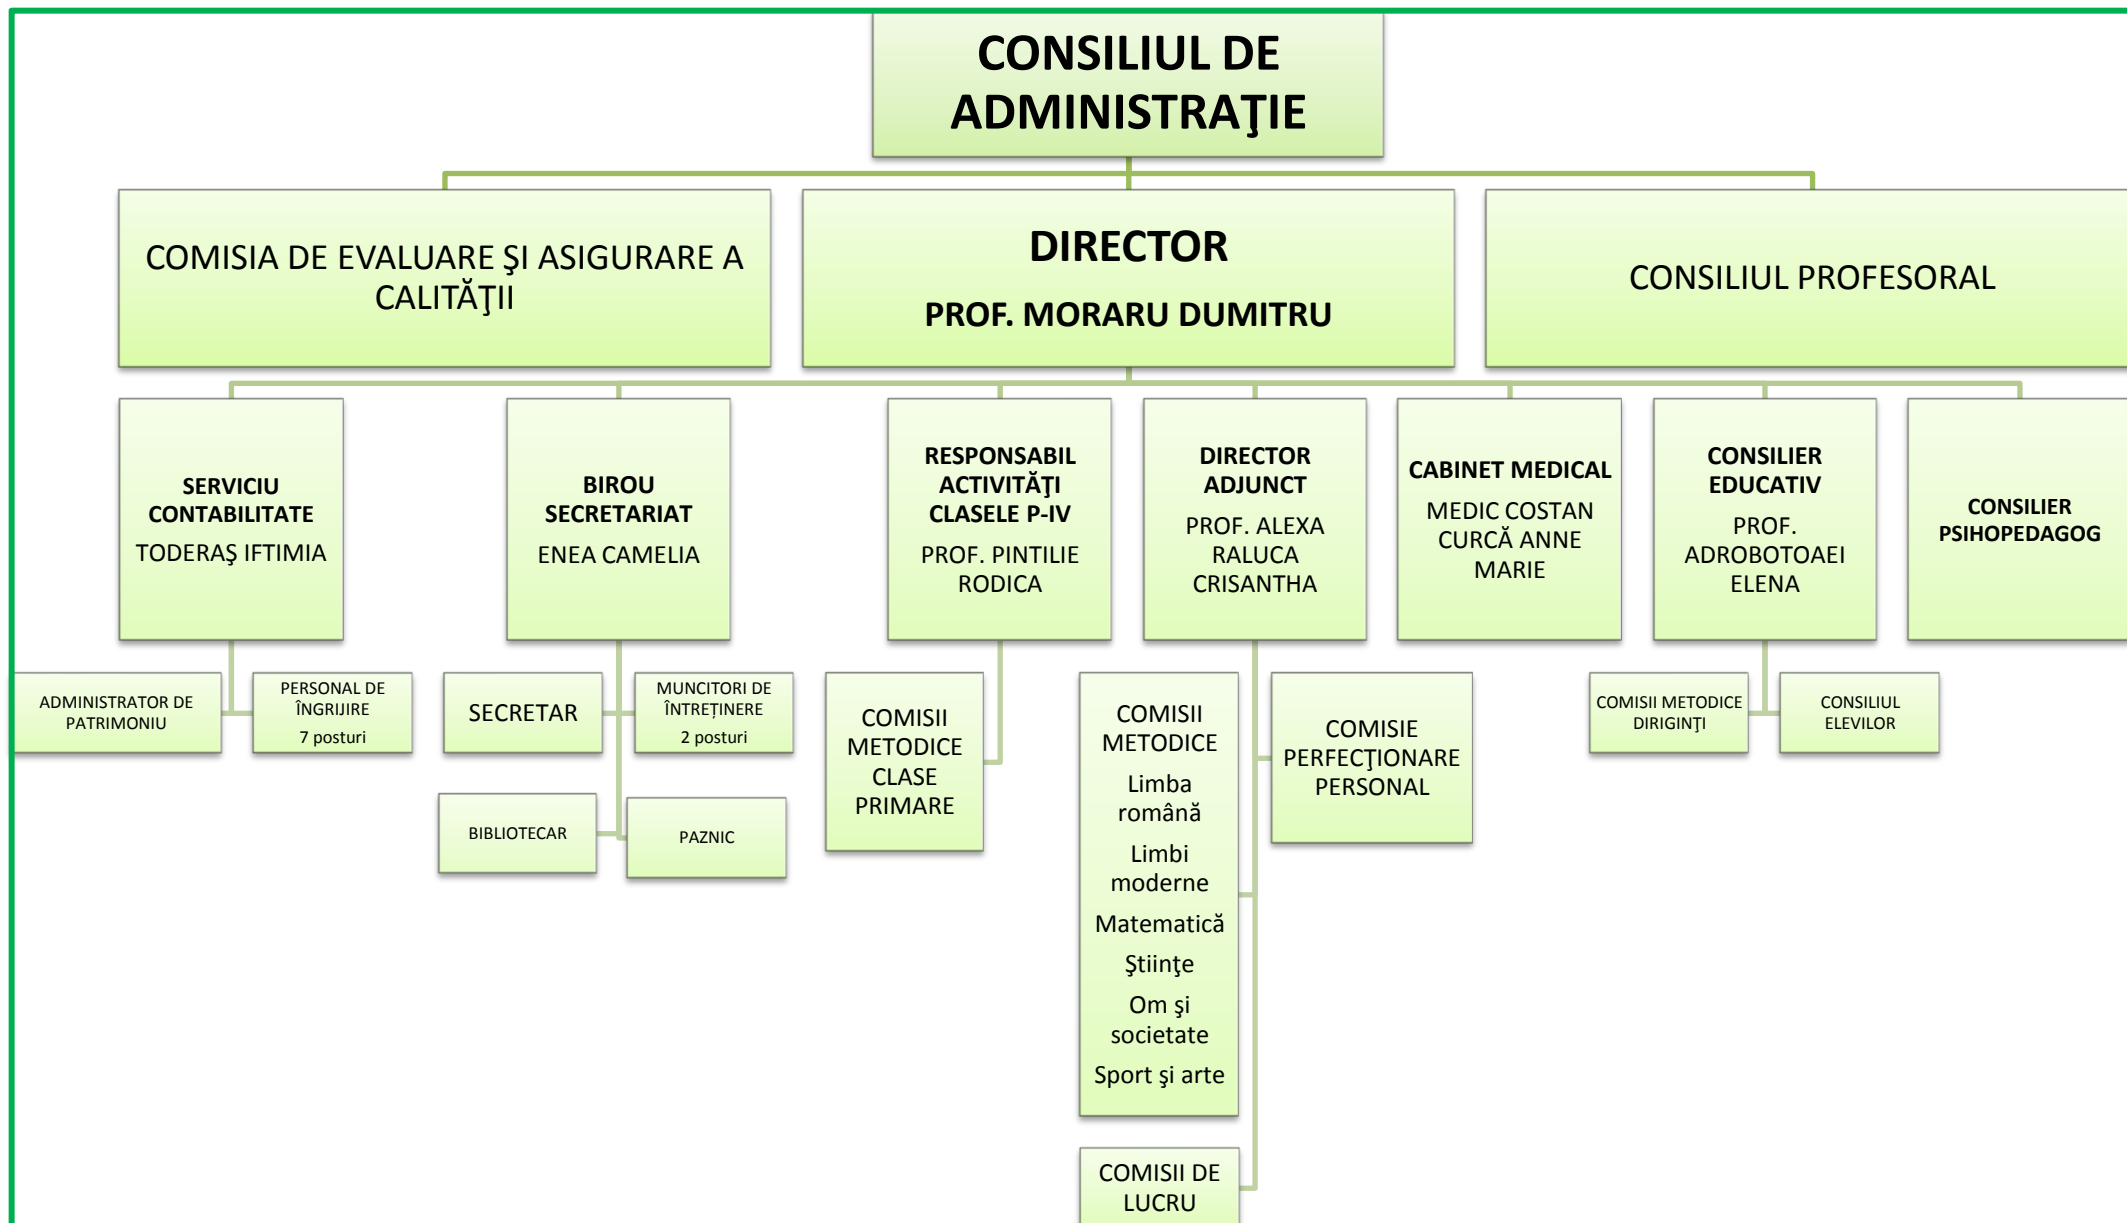 CONSILIUL DE
ADMINISTRAŢIE
COMISIA DE EVALUARE ŞI ASIGURARE A
CALITĂŢII
DIRECTOR
PROF. MORARU DUMITRU
CONSILIUL PROFESORAL
SERVICIU
CONTABILITATE
TODERAŞ IFTIMIA
BIROU
SECRETARIAT
ENEA CAMELIA
RESPONSABIL
ACTIVITĂŢI
CLASELE P-IV
PROF. PINTILIE
RODICA
DIRECTOR
ADJUNCT
PROF. ALEXA
RALUCA
CRISANTHA
CABINET MEDICAL
MEDIC COSTAN
CURCĂ ANNE
MARIE
CONSILIER
EDUCATIV
PROF.
ADROBOTOAEI
ELENA
CONSILIER
PSIHOPEDAGOG
ADMINISTRATOR DE
PATRIMONIU
PERSONAL DE
ÎNGRIJIRE
7 posturi
SECRETAR
MUNCITORI DE
ÎNTREȚINERE
2 posturi
BIBLIOTECAR
PAZNIC
COMISII
METODICE
CLASE
PRIMARE
COMISII
METODICE
Limba
română
Limbi
moderne
Matematică
Ştiinţe
Om şi
societate
Sport şi arte
COMISIE
PERFECŢIONARE
PERSONAL
COMISII DE
LUCRU
COMISII METODICE
DIRIGINŢI
CONSILIUL
ELEVILOR